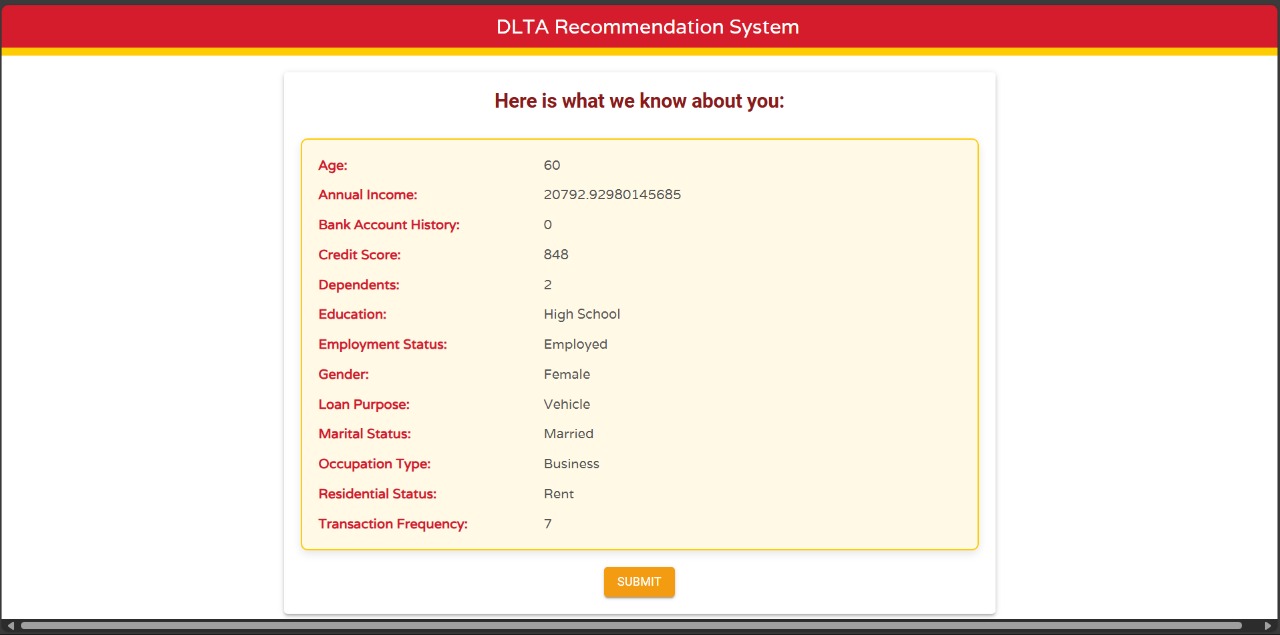 DLTA Recommendation System
Here is what we know about you:
Age: 60
Annual Income: 20792.92980145685
Bank Account History: 0
Credit Score: 848
Dependents: 2
Education: High School
Employment Status: Employed
Gender: Female
Loan Purpose: Vehicle
Marital Status: Married
Occupation Type: Business
Residential Status: Rent
Transaction Frequency: 7
SUBMIT